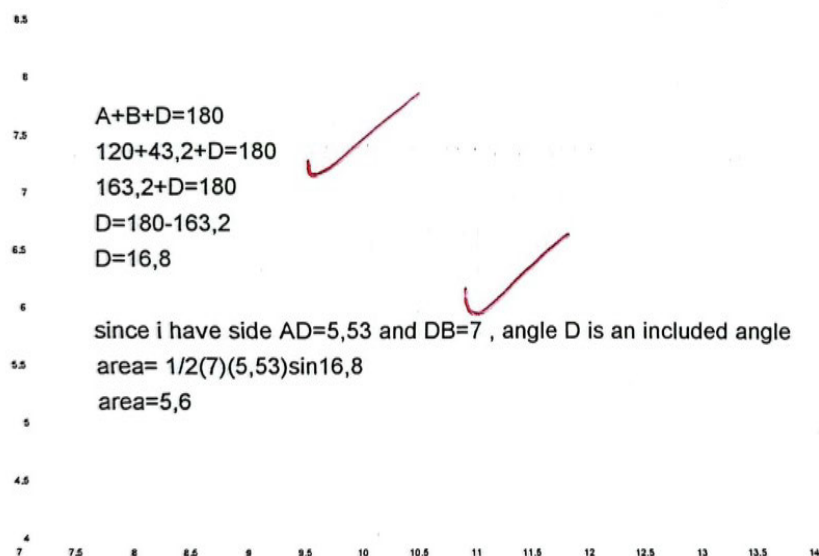 8.5
8
A+B+D=180
7.5
120+43,2+D=180
7
163,2+D=180
D=180-163,2
6.5
D=16,8
6
since i have side AD=5,53 and DB=7 , angle D is an included angle
5.5
area= 1/2(7)(5,53)sin16,8
area=5,6
5
4.5
4
7 7.5 8 8.5 9 9.5 10 10.5 11 11.5 12 12.5 13 13.5 14